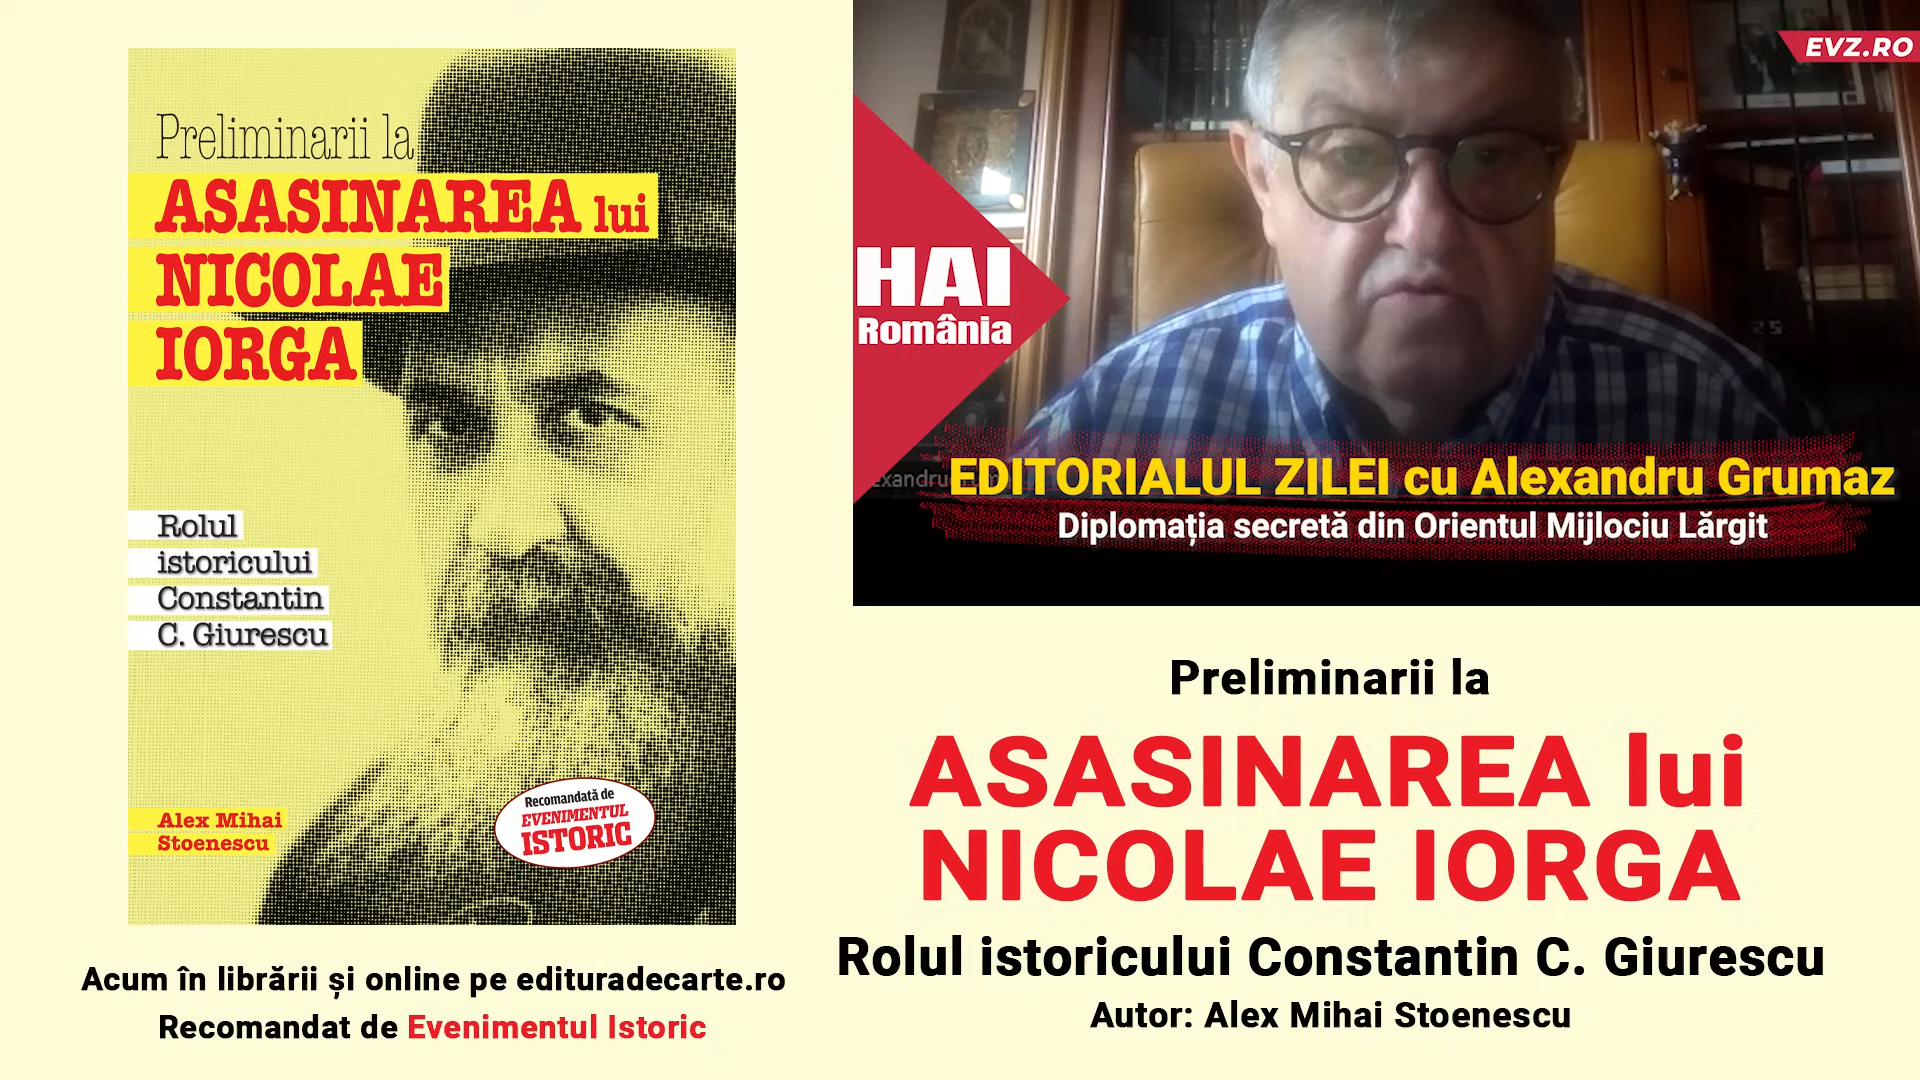 Preliminarii la
ASASINAREA lui
NICOLAE
IORGA
Rolul
istoricului
Constantin
C. Giurescu
Alex Mihai
Stoenescu
Recomandată de
EVENIMENTUL
ISTORIC
Acum în librării și online pe edituradecarte.ro
Recomandat de Evenimentul Istoric
EVZ.RO
HAI
România
EDITORIALUL ZILEI cu Alexandru Grumaz
Diplomația secretă din Orientul Mijlociu Lărgit
Preliminarii la
ASASINAREA lui
NICOLAE IORGA
Rolul istoricului Constantin C. Giurescu
Autor: Alex Mihai Stoenescu